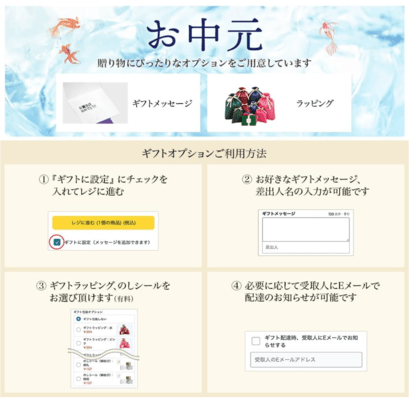 お中元
贈り物にぴったりなオプションをご用意しています
ギフトメッセージ
ラッピング
ギフトオプションご利用方法
① 『ギフトに設定』にチェックを
入れてレジに進む
レジに進む (1個の商品) (税込)
ギフトに設定 (メッセージを追加できます)
② お好きなギフトメッセージ、
差出人名の入力が可能です
ギフトメッセージ
差出人
③ ギフトラッピング、のしシールを
お選び頂けます(有料)
④ 必要に応じて受取人にEメールで
配達のお知らせが可能です
ギフト配達時、受取人にEメールでお知
らせする
受取人のEメールアドレス